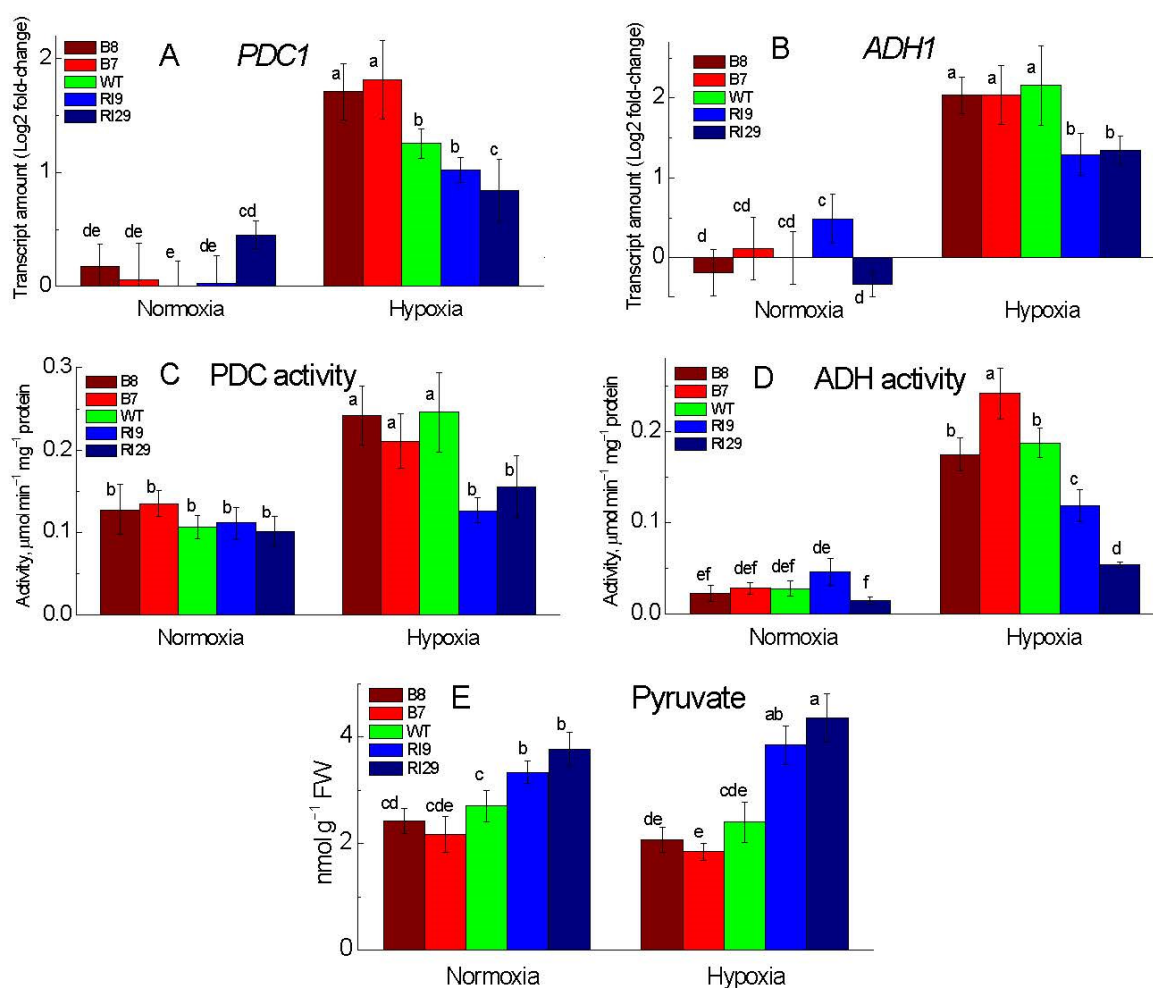 A PDC1
B8
B7
WT
RI9
RI29
Transcript amount (Log2 fold-change)
2
1
0
de de e de cd
a a b b c
Normoxia Hypoxia
B ADH1
B8
B7
WT
RI9
RI29
Transcript amount (Log2 fold-change)
2
1
0
d cd cd c d
a a a b b
Normoxia Hypoxia
C PDC activity
B8
B7
WT
RI9
RI29
Activity, μmol min⁻¹ mg⁻¹ protein
0.3
0.2
0.1
0.0
b b b b b
a a a b b
Normoxia Hypoxia
D ADH activity
B8
B7
WT
RI9
RI29
Activity, μmol min⁻¹ mg⁻¹ protein
0.2
0.1
0.0
ef def def de f
b a b c d
Normoxia Hypoxia
E Pyruvate
B8
B7
WT
RI9
RI29
nmol g⁻¹ FW
4
2
0
cd cde c b b
de e cde ab a
Normoxia Hypoxia